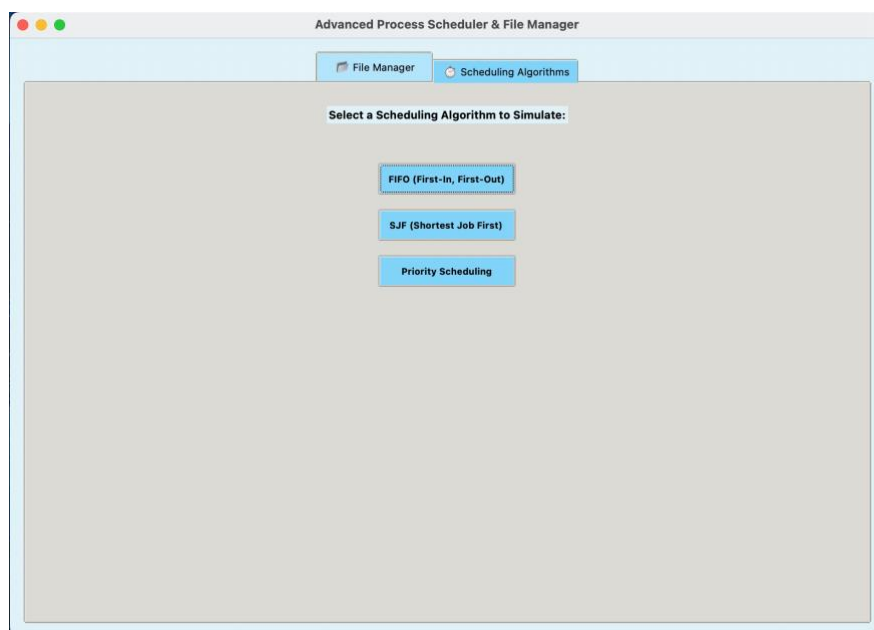 Advanced Process Scheduler & File Manager
File Manager
Scheduling Algorithms
Select a Scheduling Algorithm to Simulate:
FIFO (First-In, First-Out)
SJF (Shortest Job First)
Priority Scheduling